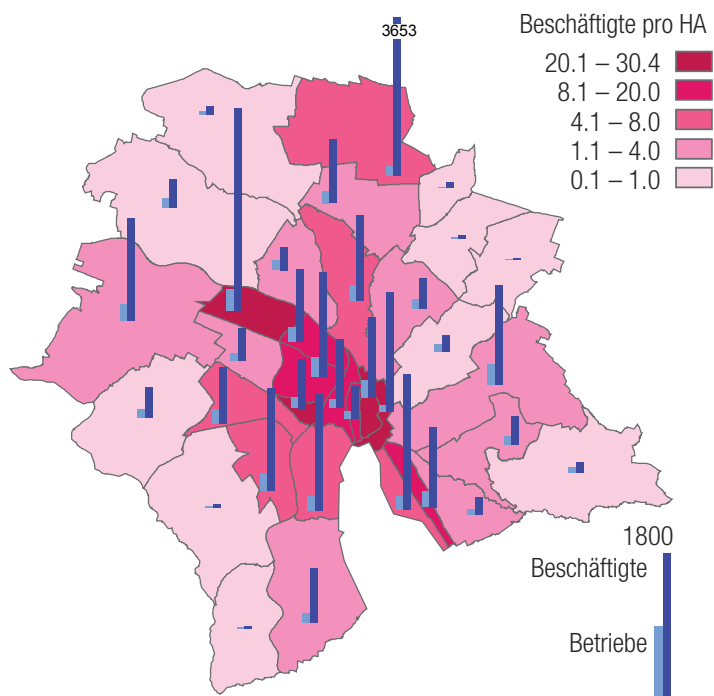 3653
Beschäftigte pro HA
20.1 – 30.4
8.1 – 20.0
4.1 – 8.0
1.1 – 4.0
0.1 – 1.0
1800
Beschäftigte
Betriebe